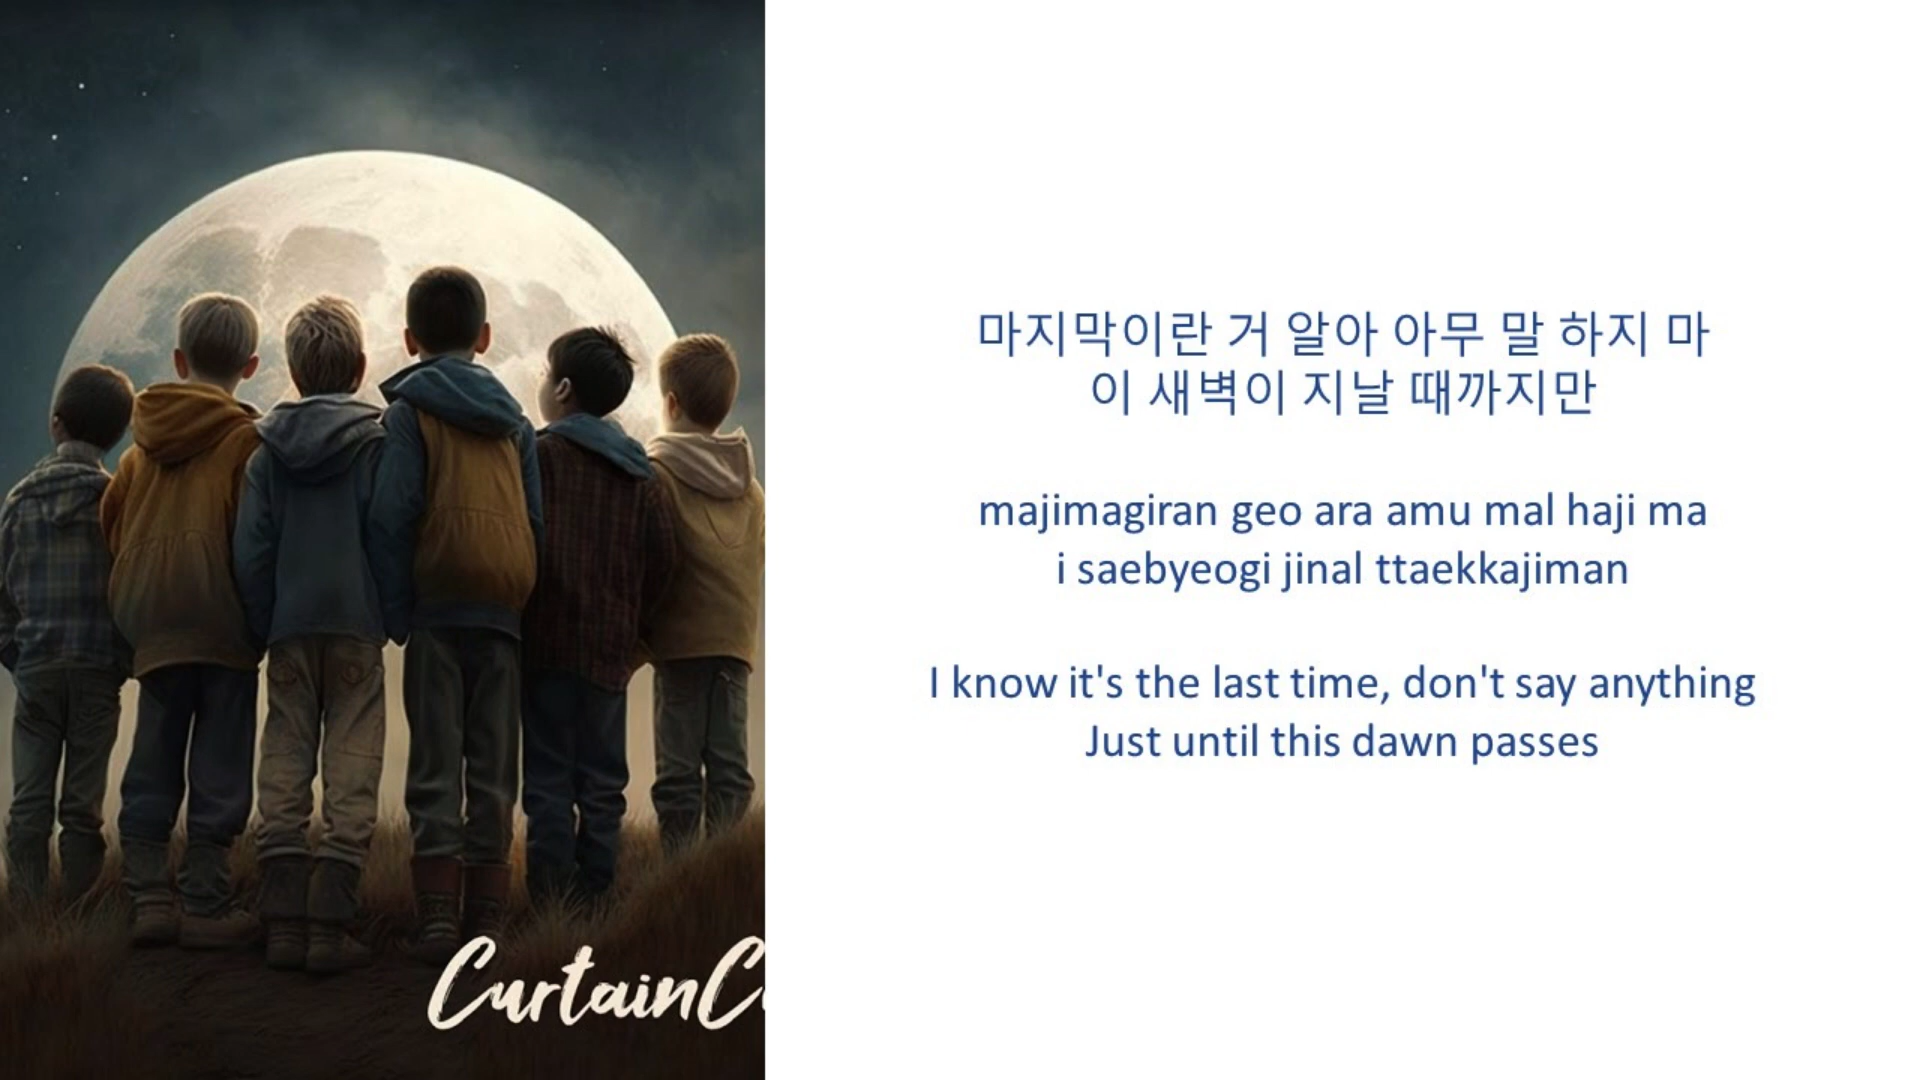 마지막이란 거 알아 아무 말 하지 마
이 새벽이 지날 때까지만
majimagiran geo ara amu mal haji ma
i saebyeogi jinal ttaekkajiman
I know it's the last time, don't say anything
Just until this dawn passes
CurtainC